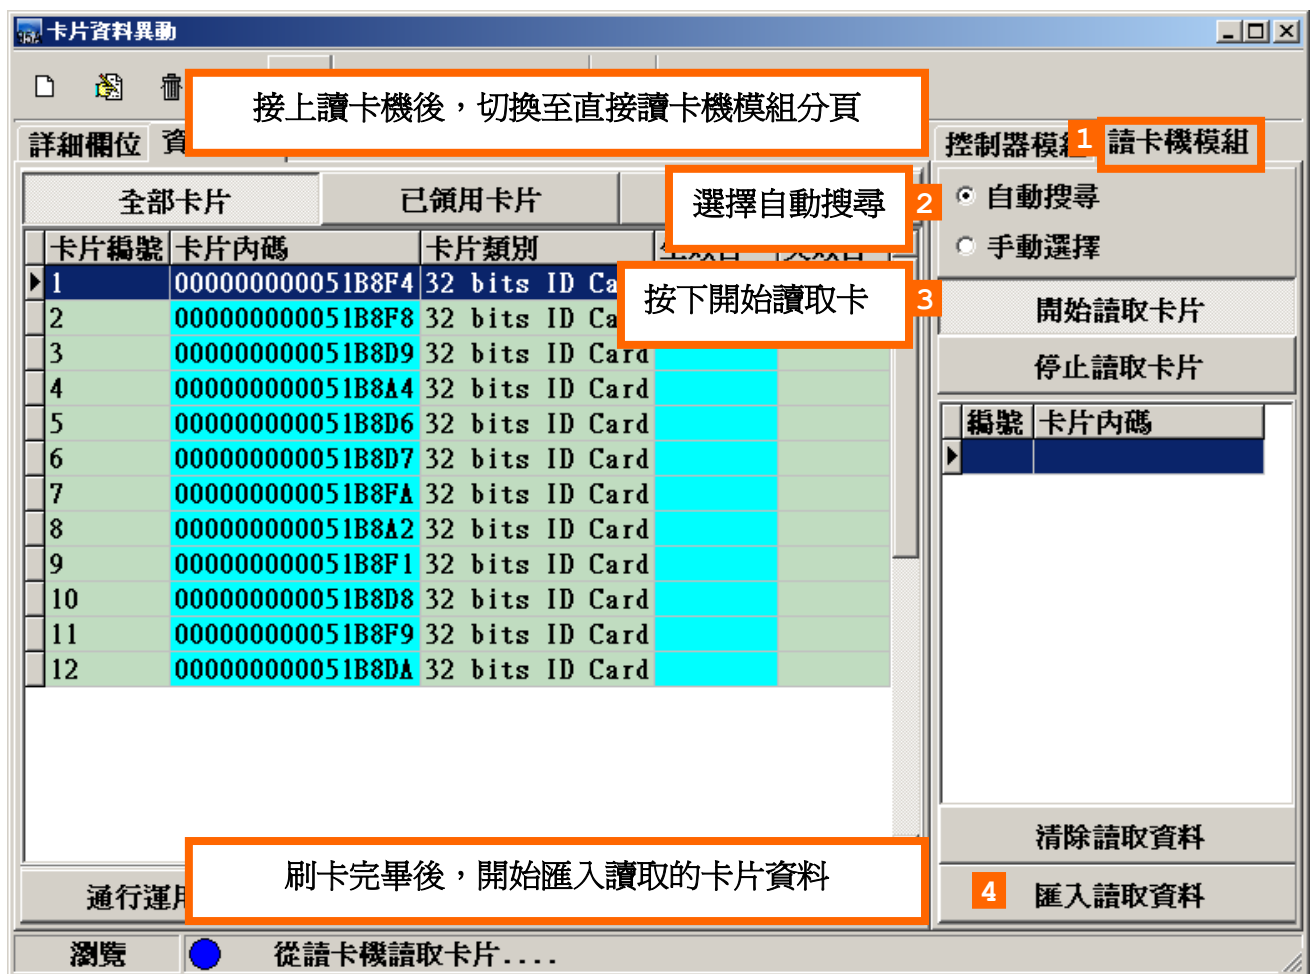 卡片資料異動
接上讀卡機後，切換至直接讀卡機模組分頁
詳細欄位 資
控制器模組 1 讀卡機模組
全部卡片 已領用卡片
選擇自動搜尋 2 自動搜尋
手動選擇
卡片編號 卡片內碼 卡片類別 生效日 失效日
按下開始讀取卡 3 開始讀取卡片
停止讀取卡片
1 000000000051B8F4 32 bits ID Ca
2 000000000051B8F8 32 bits ID Ca
3 000000000051B8D9 32 bits ID Card
4 000000000051B8A4 32 bits ID Card
5 000000000051B8D6 32 bits ID Card
6 000000000051B8D7 32 bits ID Card
7 000000000051B8FA 32 bits ID Card
8 000000000051B8A2 32 bits ID Card
9 000000000051B8F1 32 bits ID Card
10 000000000051B8D8 32 bits ID Card
11 000000000051B8F9 32 bits ID Card
12 000000000051B8DA 32 bits ID Card
編號 卡片內碼
清除讀取資料
刷卡完畢後，開始匯入讀取的卡片資料
通行運用
4 匯入讀取資料
瀏覽 從讀卡機讀取卡片....